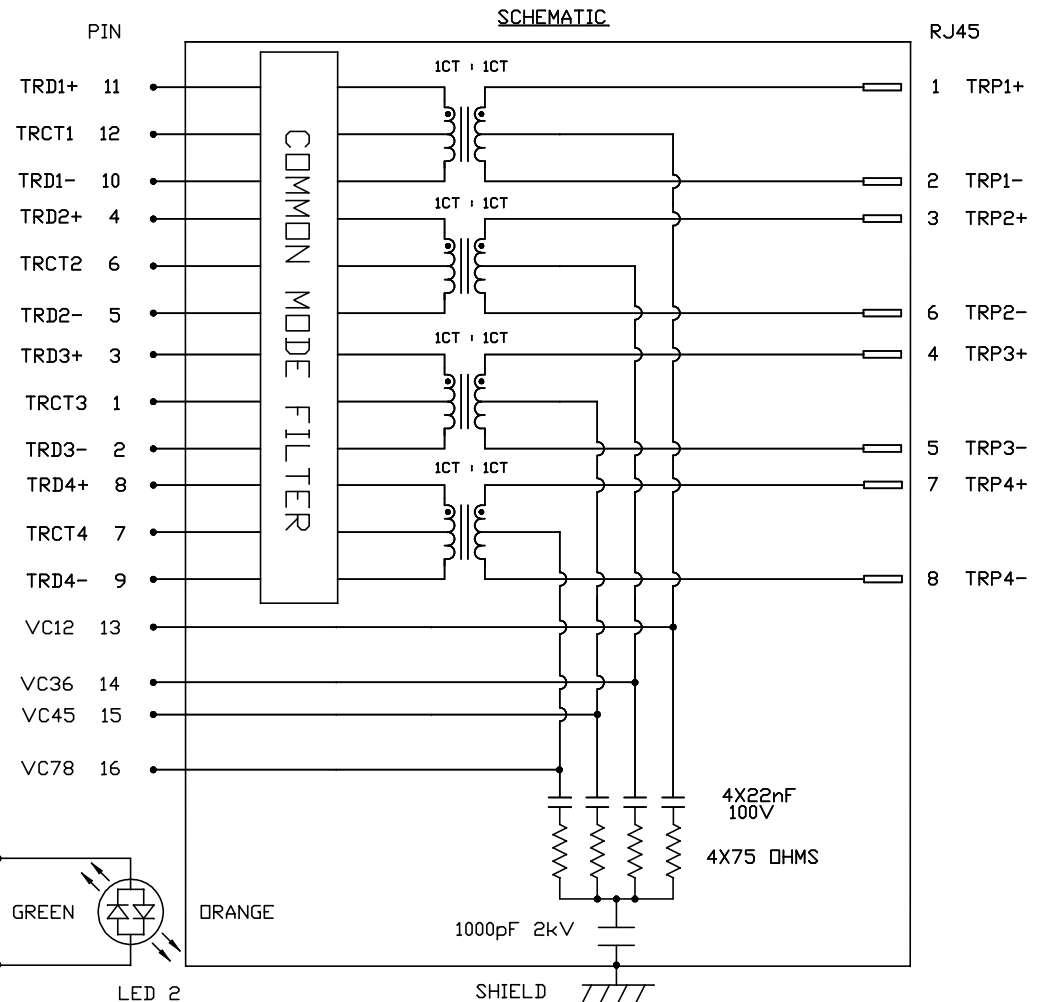 SCHEMATIC
PIN RJ45
1CT : 1CT
TRD1+ 11 1 TRP1+
TRCT1 12
TRD1- 10 2 TRP1-
1CT : 1CT
TRD2+ 4 3 TRP2+
TRCT2 6
TRD2- 5 6 TRP2-
1CT : 1CT
TRD3+ 3 4 TRP3+
TRCT3 1
TRD3- 2 5 TRP3-
1CT : 1CT
TRD4+ 8 7 TRP4+
TRCT4 7
TRD4- 9 8 TRP4-
COMMON MODE FILTER
VC12 13
VC36 14
VC45 15
VC78 16
4X22nF
100V
4X75 OHMS
GREEN ORANGE
1000pF 2kV
LED 2
SHIELD